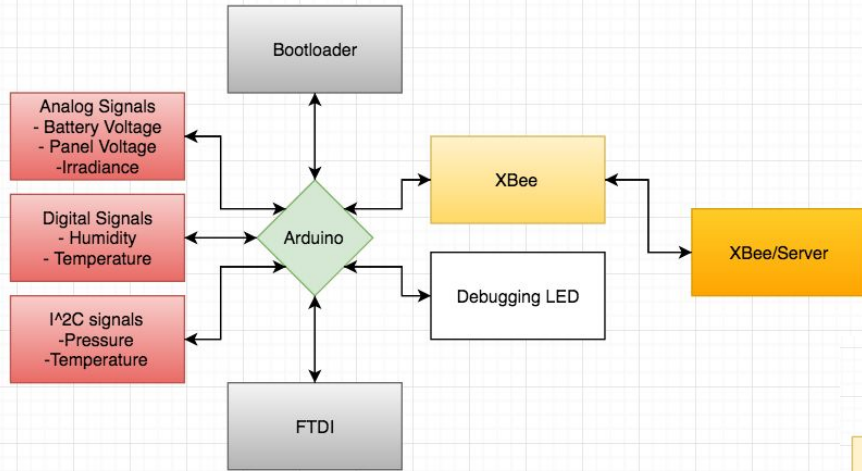 Bootloader
Analog Signals
- Battery Voltage
- Panel Voltage
-Irradiance
XBee
Digital Signals
- Humidity
- Temperature
Arduino
XBee/Server
Debugging LED
I^2C signals
-Pressure
-Temperature
FTDI